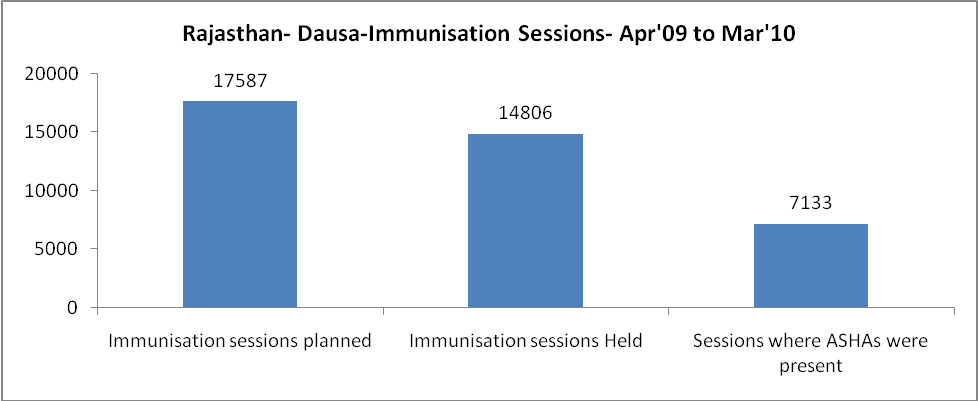 Rajasthan- Dausa-Immunisation Sessions- Apr'09 to Mar'10
20000
15000
10000
5000
0
17587
14806
7133
Immunisation sessions planned
Immunisation sessions Held
Sessions where ASHAs were
present